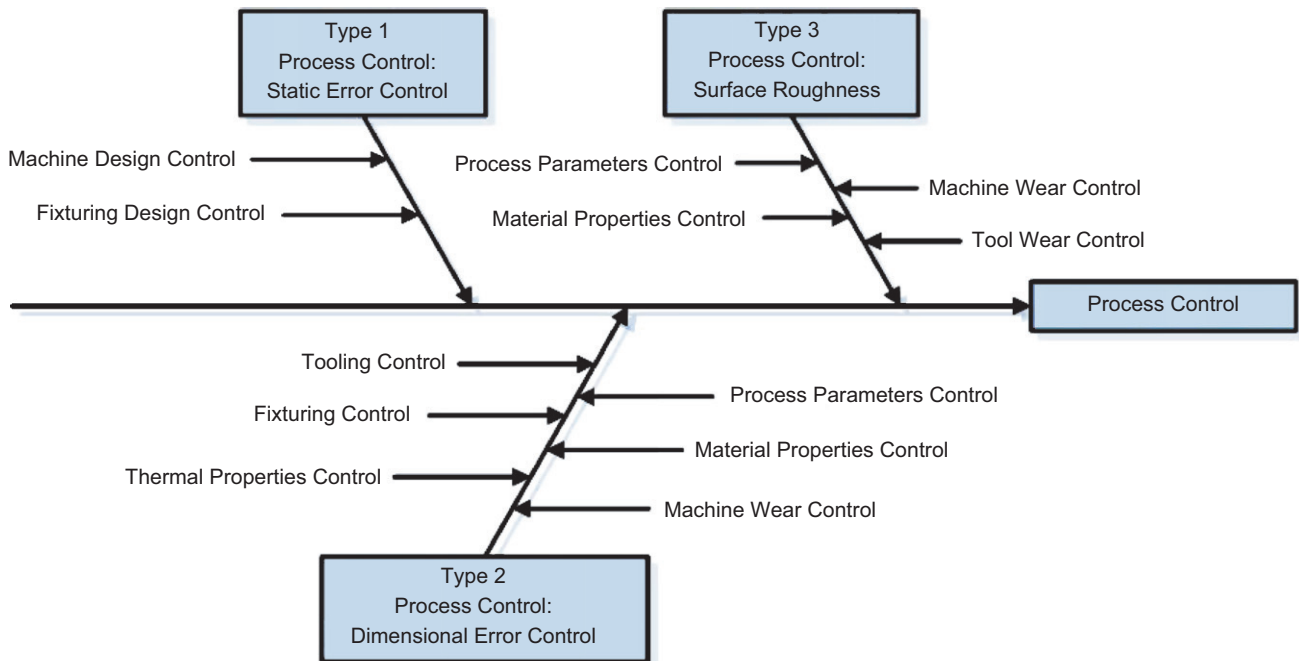 Type 1
Process Control:
Static Error Control
Type 3
Process Control:
Surface Roughness
Machine Design Control
Fixturing Design Control
Process Parameters Control
Machine Wear Control
Material Properties Control
Tool Wear Control
Process Control
Tooling Control
Process Parameters Control
Fixturing Control
Material Properties Control
Thermal Properties Control
Machine Wear Control
Type 2
Process Control:
Dimensional Error Control